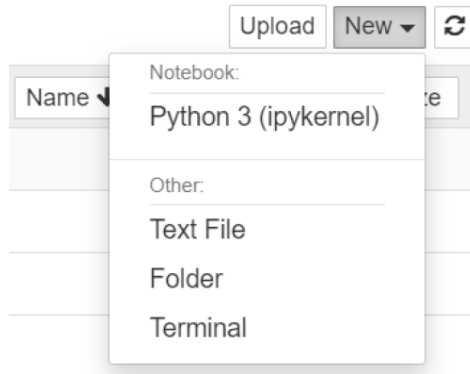 Upload New
Name ze
Notebook:
Python 3 (ipykernel)
Other:
Text File
Folder
Terminal